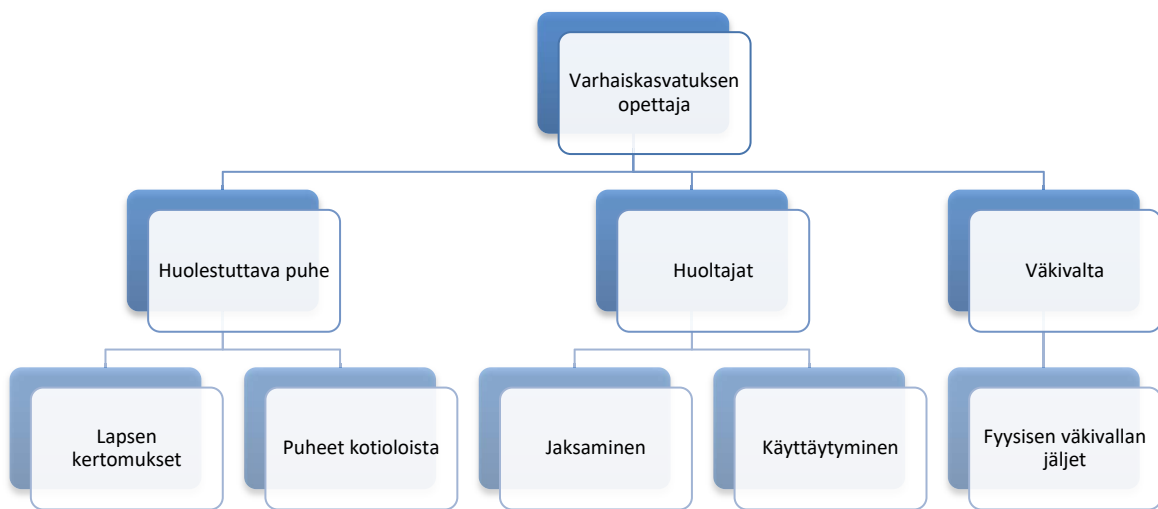 Varhaiskasvatuksen
opettaja
Huolestuttava puhe
Huoltajat
Väkivalta
Lapsen
kertomukset
Puheet kotioloista
Jaksaminen
Käyttäytyminen
Fyysisen väkivallan
jäljet